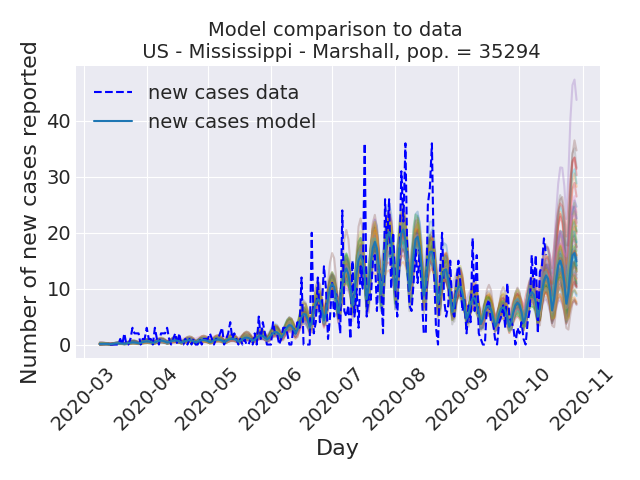 Model comparison to data
US - Mississippi - Marshall, pop. = 35294
new cases data
new cases model
Number of new cases reported
40
30
20
10
0
2020-03
2020-04
2020-05
2020-06
2020-07
2020-08
2020-09
2020-10
2020-11
Day